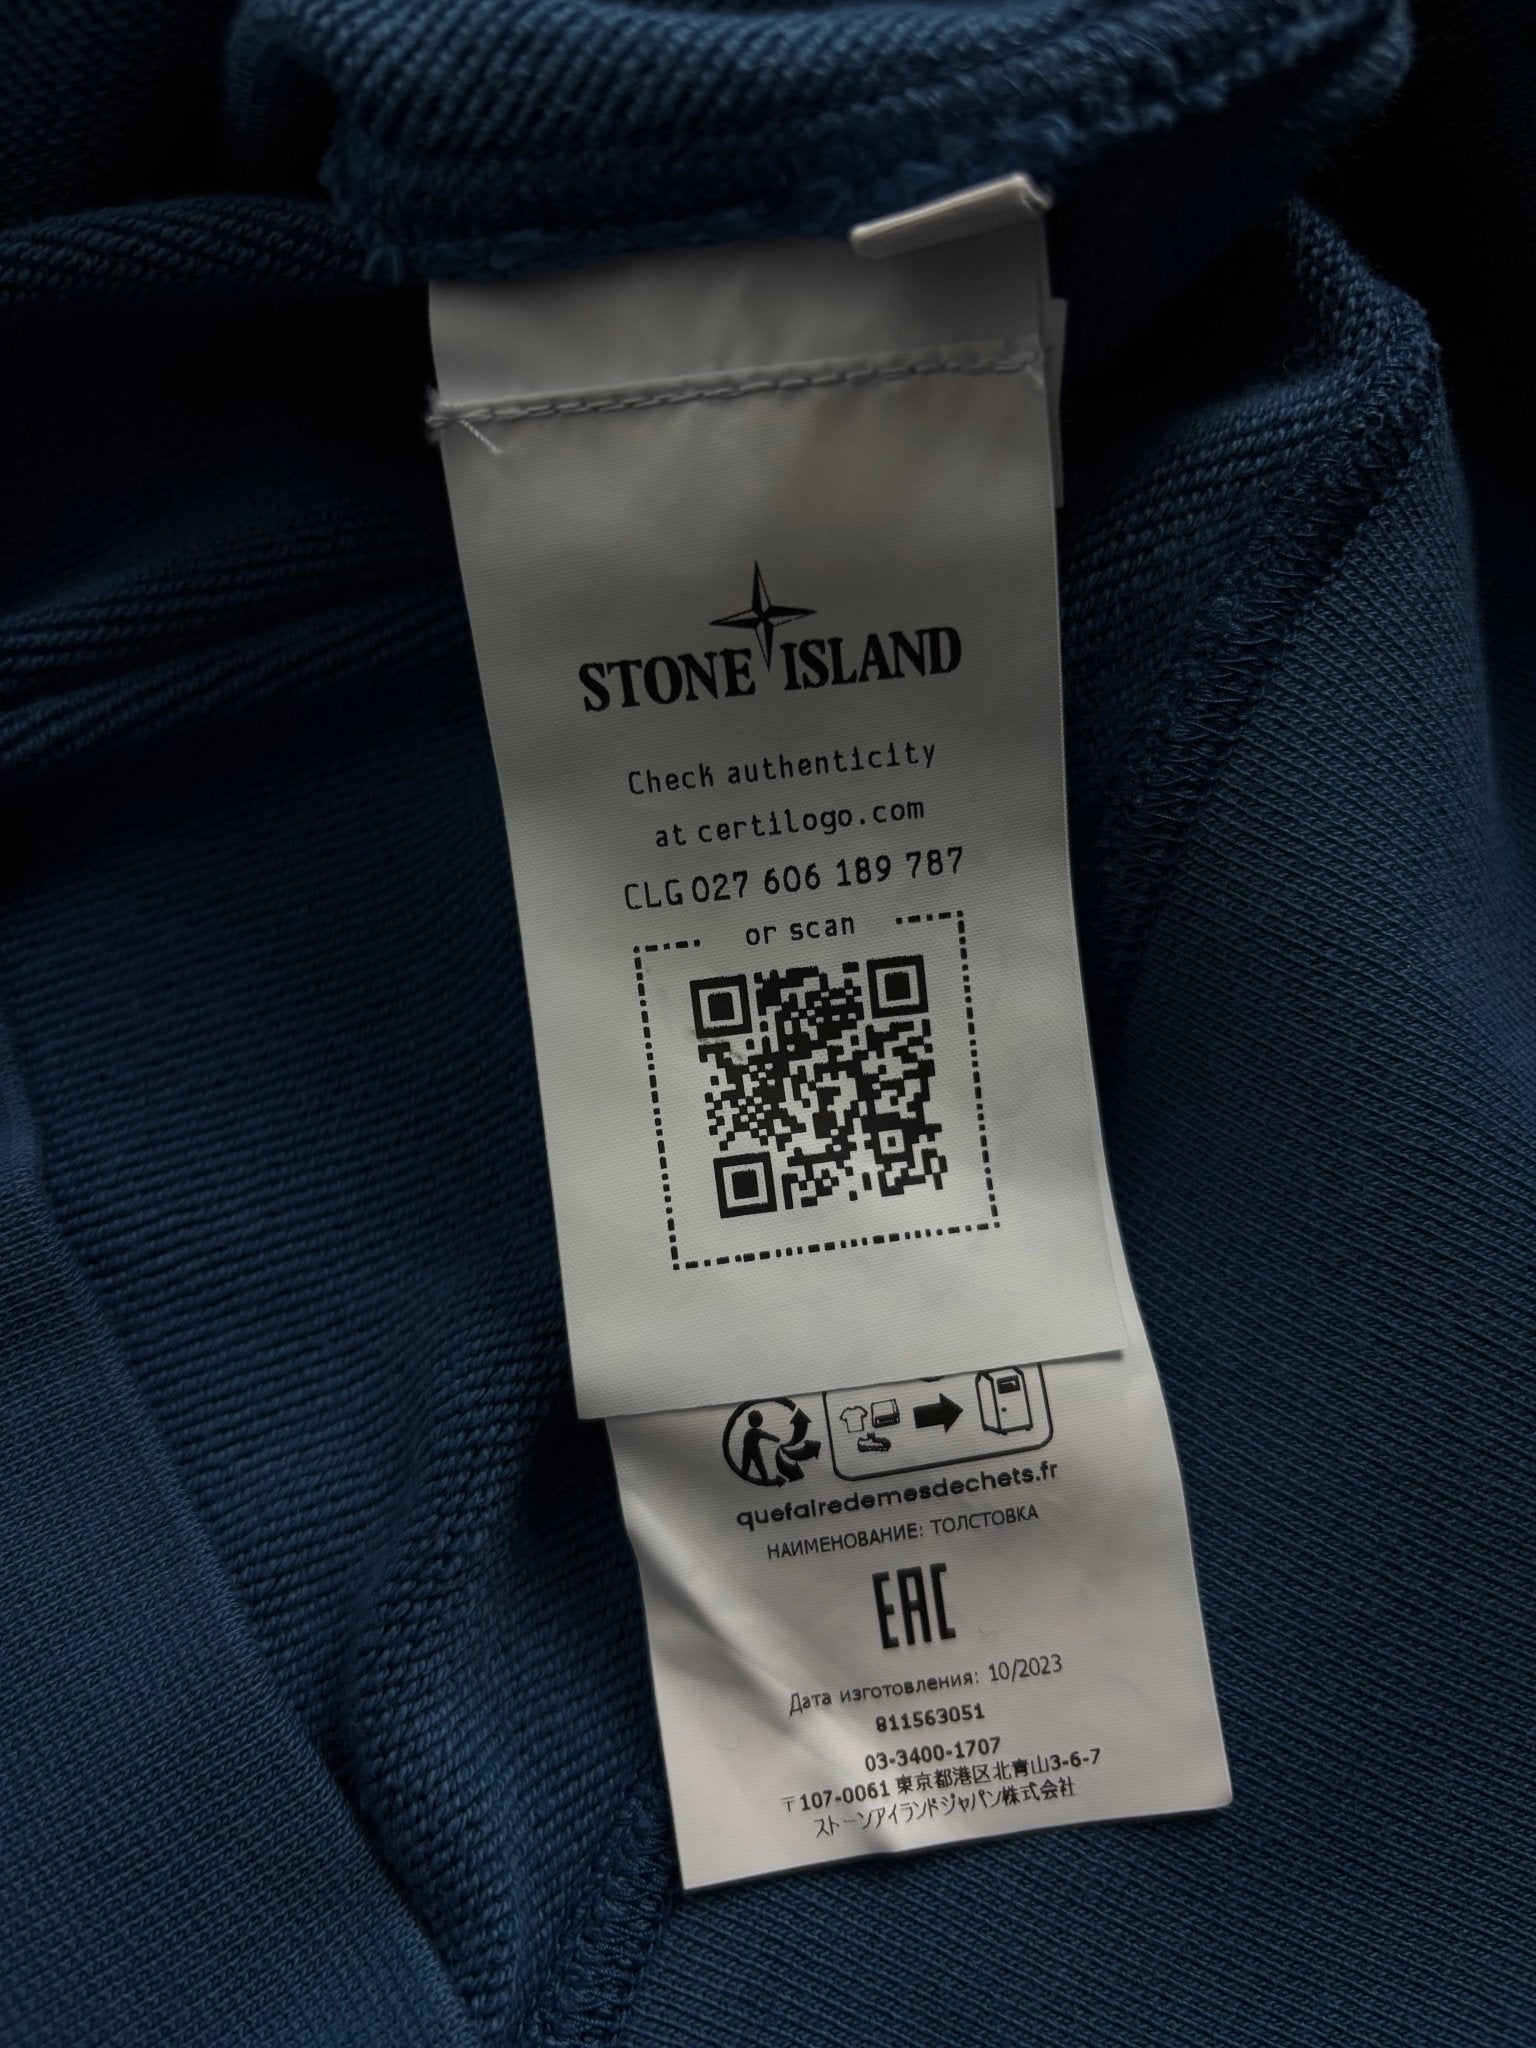 STONE ISLAND
Check authenticity
at certilogo.com
CLG 027 606 189 787
or scan
quefairedemesdechets.fr
НАИМЕНОВАНИЕ: ТОЛСТОВКА
EAC
Дата изготовления: 10/2023
811563051
03-3400-1707
〒107-0061 東京都港区北青山3-6-7
ストーンアイランドジャパン株式会社